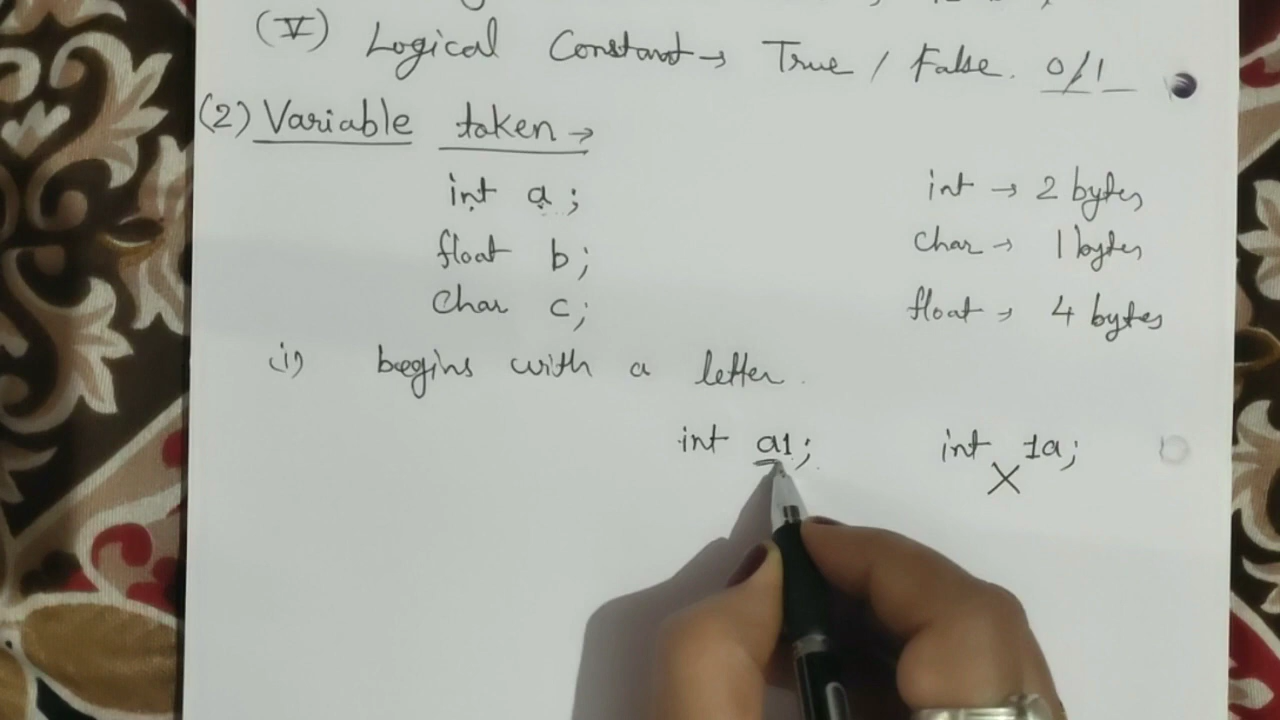 (V) Logical Constant → True / False. 0/1
(2) Variable taken →
int a ; int → 2 bytes
float b ; char → 1 bytes
Char c ; float → 4 bytes
(i) begins with a letter.
int a1; int 1a;
X